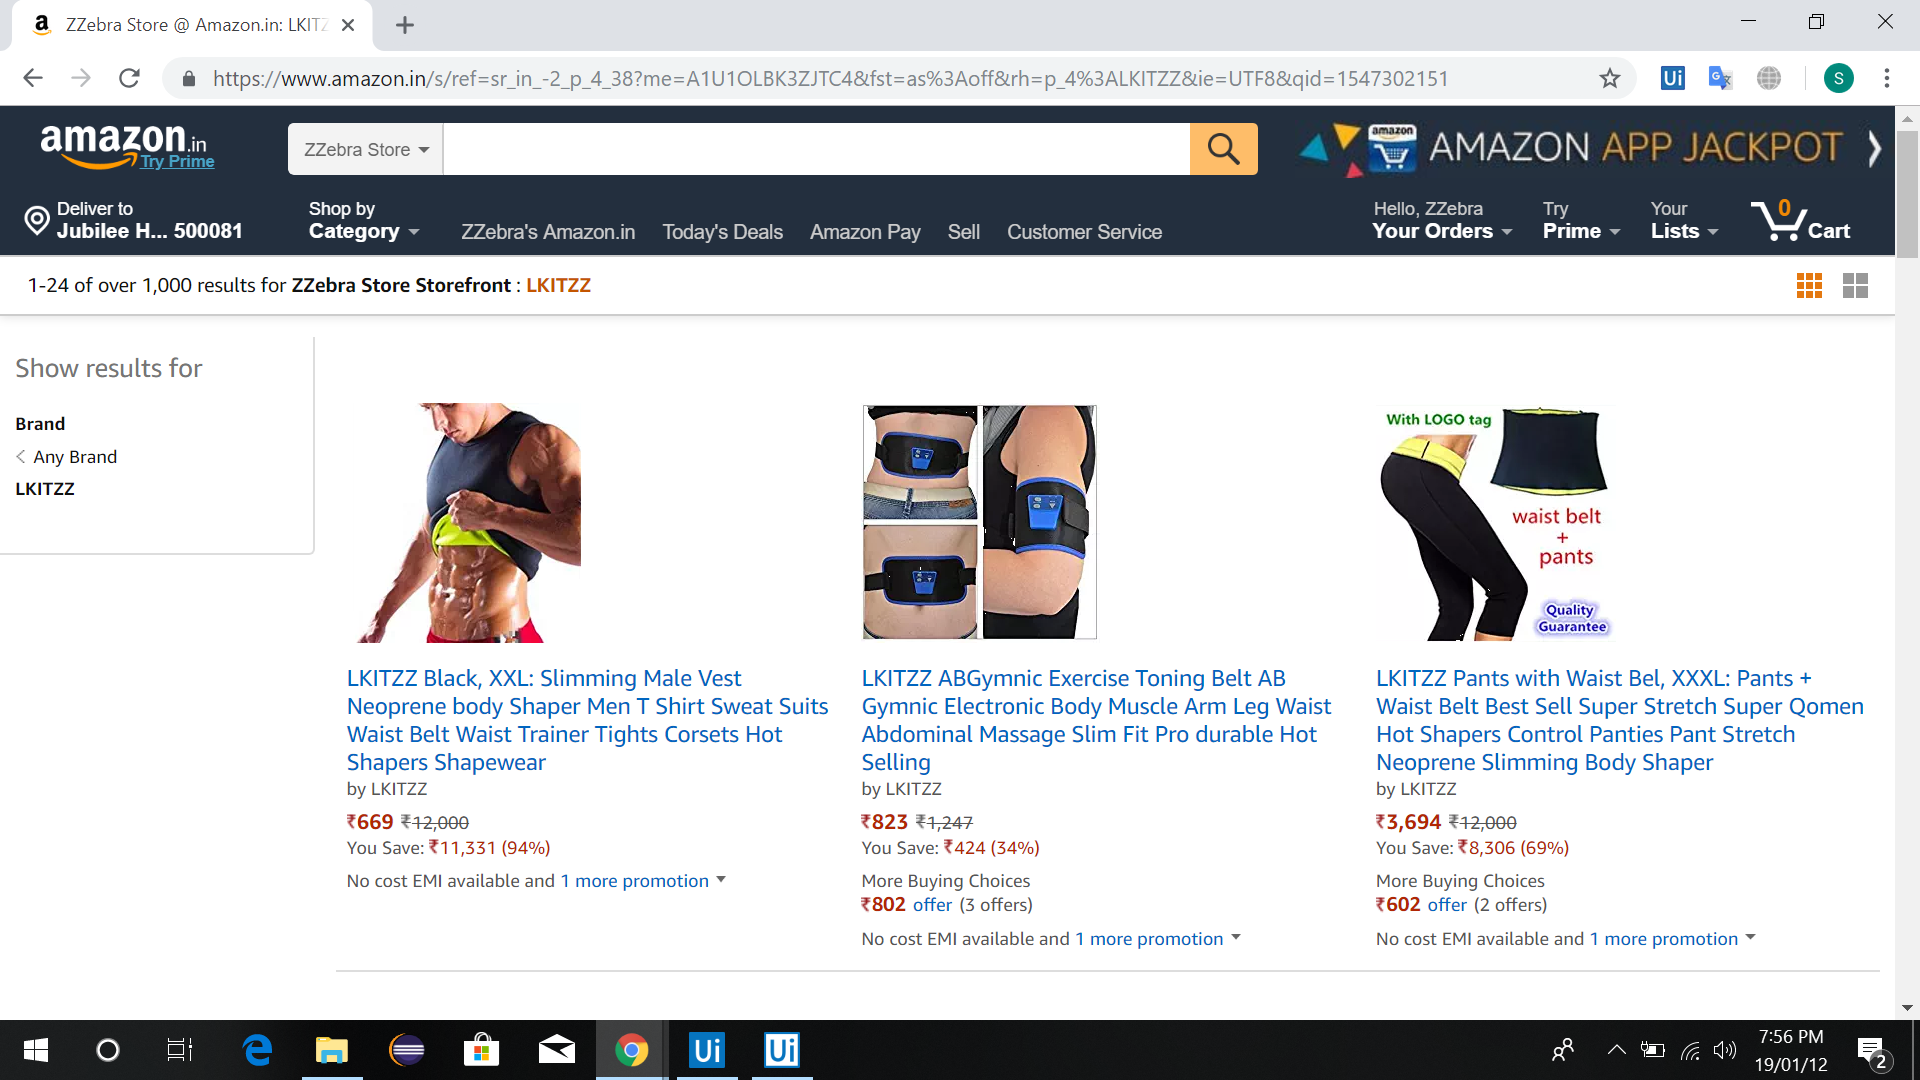 ZZebra Store @ Amazon.in: LKITZ
https://www.amazon.in/s/ref=sr_in_-2_p_4_38?me=A1U1OLBK3ZJTC4&fst=as%3Aoff&rh=p_4%3ALKITZZ&ie=UTF8&qid=1547302151
Ui
S
amazon.in
Try Prime
ZZebra Store
amazon
AMAZON APP JACKPOT
Deliver to
Jubilee H... 500081
Shop by
Category
ZZebra's Amazon.in
Today's Deals
Amazon Pay
Sell
Customer Service
Hello, ZZebra
Your Orders
Try
Prime
Your
Lists
0
Cart
1-24 of over 1,000 results for ZZebra Store Storefront : LKITZZ
Show results for
Brand
Any Brand
LKITZZ
With LOGO tag
waist belt
+
pants
Quality
Guarantee
LKITZZ Black, XXL: Slimming Male Vest
Neoprene body Shaper Men T Shirt Sweat Suits
Waist Belt Waist Trainer Tights Corsets Hot
Shapers Shapewear
by LKITZZ
₹669 ₹12,000
You Save: ₹11,331 (94%)
No cost EMI available and 1 more promotion
LKITZZ ABGymnic Exercise Toning Belt AB
Gymnic Electronic Body Muscle Arm Leg Waist
Abdominal Massage Slim Fit Pro durable Hot
Selling
by LKITZZ
₹823 ₹1,247
You Save: ₹424 (34%)
More Buying Choices
₹802 offer (3 offers)
No cost EMI available and 1 more promotion
LKITZZ Pants with Waist Bel, XXXL: Pants +
Waist Belt Best Sell Super Stretch Super Qomen
Hot Shapers Control Panties Pant Stretch
Neoprene Slimming Body Shaper
by LKITZZ
₹3,694 ₹12,000
You Save: ₹8,306 (69%)
More Buying Choices
₹602 offer (2 offers)
No cost EMI available and 1 more promotion
Ui
Ui
7:56 PM
19/01/12
2